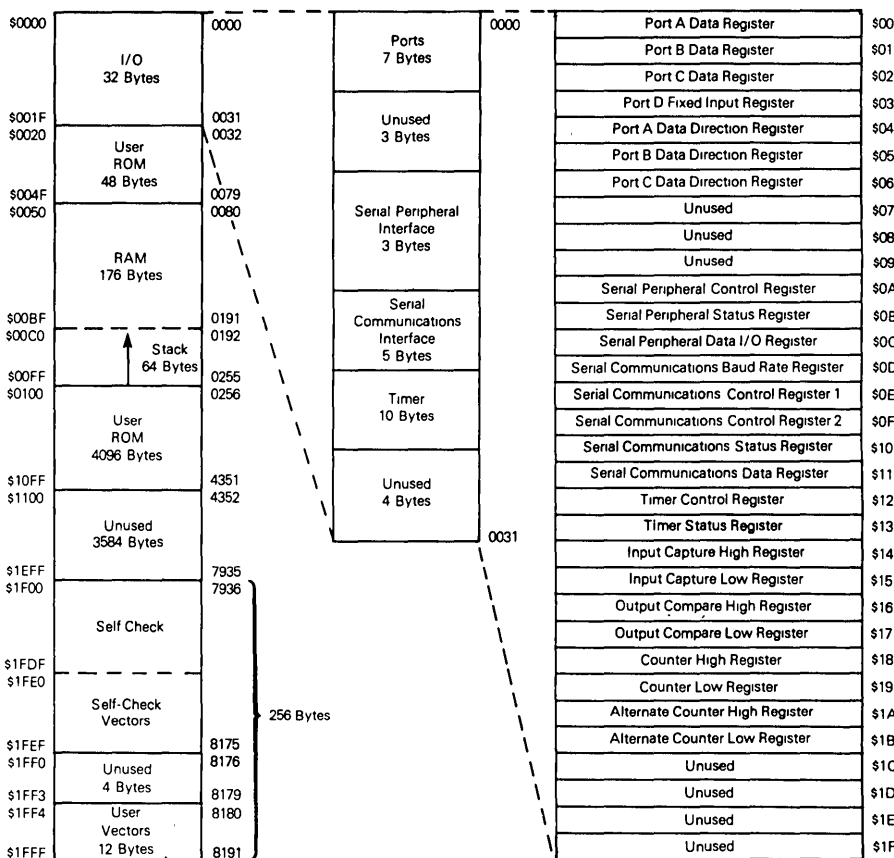 $0000
I/O
32 Bytes
0000
$001F
0031
$0020
0032
User
ROM
48 Bytes
$004F
0079
$0050
0080
RAM
176 Bytes
$00BF
0191
$00C0
0192
Stack
64 Bytes
$00FF
0255
$0100
0256
User
ROM
4096 Bytes
$10FF
4351
$1100
4352
Unused
3584 Bytes
$1EFF
7935
$1F00
7936
Self Check
$1FDF
$1FE0
Self-Check
Vectors
256 Bytes
$1FEF
8175
$1FF0
8176
Unused
4 Bytes
$1FF3
8179
$1FF4
8180
User
Vectors
12 Bytes
$1FFF
8191
0000
Ports
7 Bytes
Unused
3 Bytes
Serial Peripheral
Interface
3 Bytes
Serial
Communications
Interface
5 Bytes
Timer
10 Bytes
Unused
4 Bytes
0031
Port A Data Register $00
Port B Data Register $01
Port C Data Register $02
Port D Fixed Input Register $03
Port A Data Direction Register $04
Port B Data Direction Register $05
Port C Data Direction Register $06
Unused $07
Unused $08
Unused $09
Serial Peripheral Control Register $0A
Serial Peripheral Status Register $0B
Serial Peripheral Data I/O Register $0C
Serial Communications Baud Rate Register $0D
Serial Communications Control Register 1 $0E
Serial Communications Control Register 2 $0F
Serial Communications Status Register $10
Serial Communications Data Register $11
Timer Control Register $12
Timer Status Register $13
Input Capture High Register $14
Input Capture Low Register $15
Output Compare High Register $16
Output Compare Low Register $17
Counter High Register $18
Counter Low Register $19
Alternate Counter High Register $1A
Alternate Counter Low Register $1B
Unused $1C
Unused $1D
Unused $1E
Unused $1F